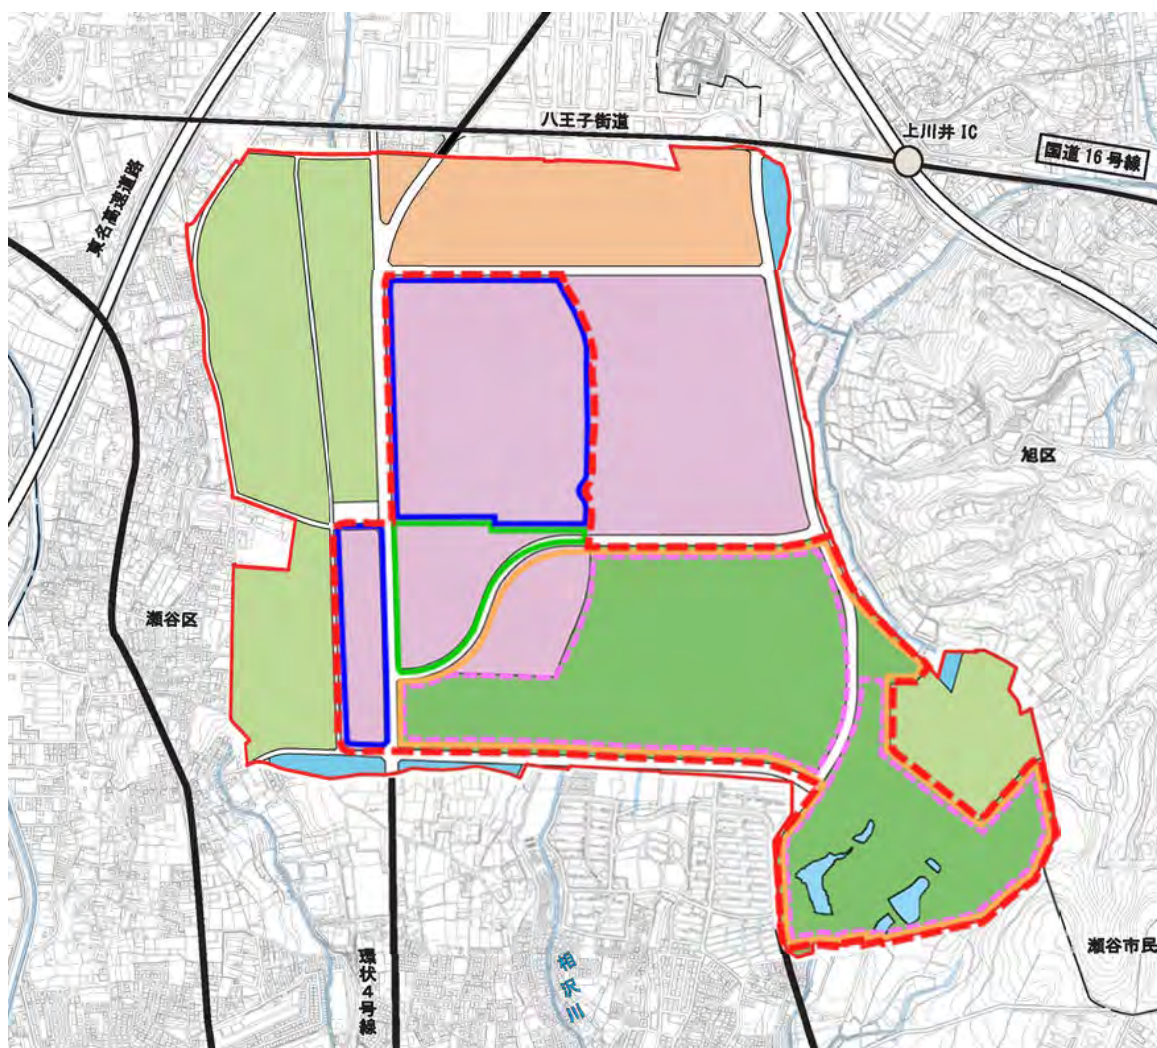 八王子街道
上川井 IC
国道 16 号線
東名高速道路
旭区
瀬谷区
瀬谷市民
環状4号線
相沢川